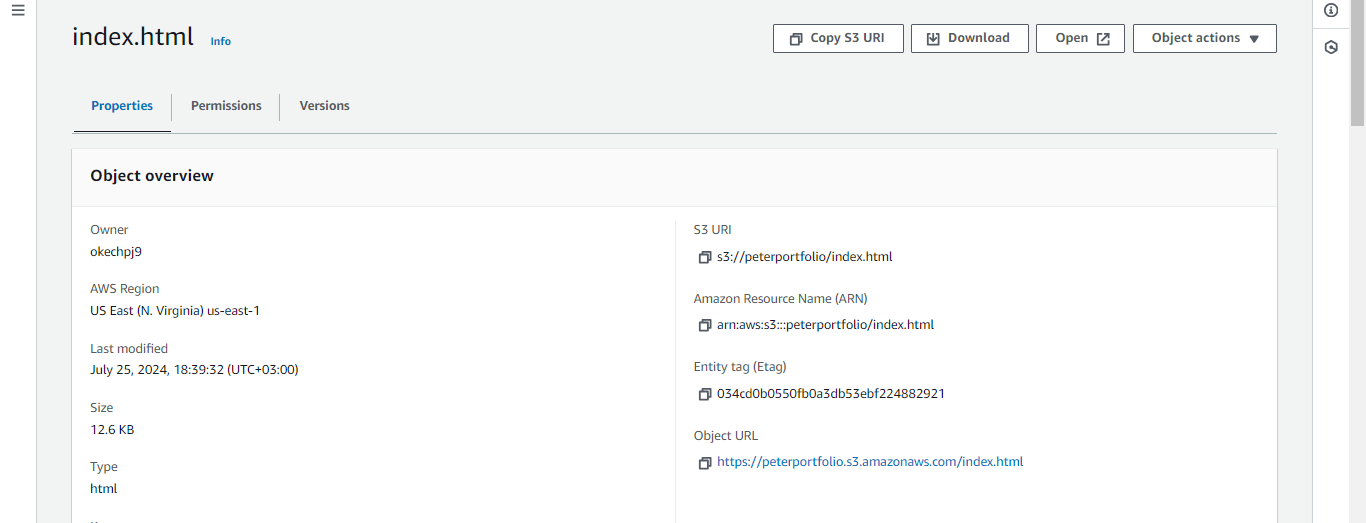 index.html Info
Copy S3 URI
Download
Open
Object actions
Properties
Permissions
Versions
Object overview
Owner
okechpj9
AWS Region
US East (N. Virginia) us-east-1
Last modified
July 25, 2024, 18:39:32 (UTC+03:00)
Size
12.6 KB
Type
html
S3 URI
s3://peterportfolio/index.html
Amazon Resource Name (ARN)
arn:aws:s3:::peterportfolio/index.html
Entity tag (Etag)
034cd0b0550fb0a3db53ebf224882921
Object URL
https://peterportfolio.s3.amazonaws.com/index.html